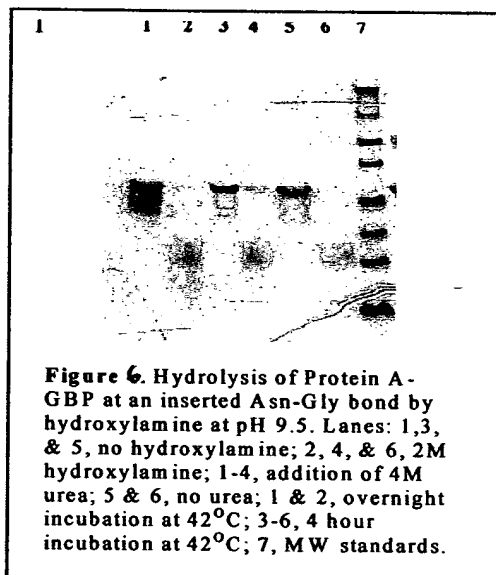 1 1 2 3 4 5 6 7
Figure 6. Hydrolysis of Protein A-
GBP at an inserted Asn-Gly bond by
hydroxylamine at pH 9.5. Lanes: 1,3,
& 5, no hydroxylamine; 2, 4, & 6, 2M
hydroxylamine; 1-4, addition of 4M
urea; 5 & 6, no urea; 1 & 2, overnight
incubation at 42°C; 3-6, 4 hour
incubation at 42°C; 7, MW standards.